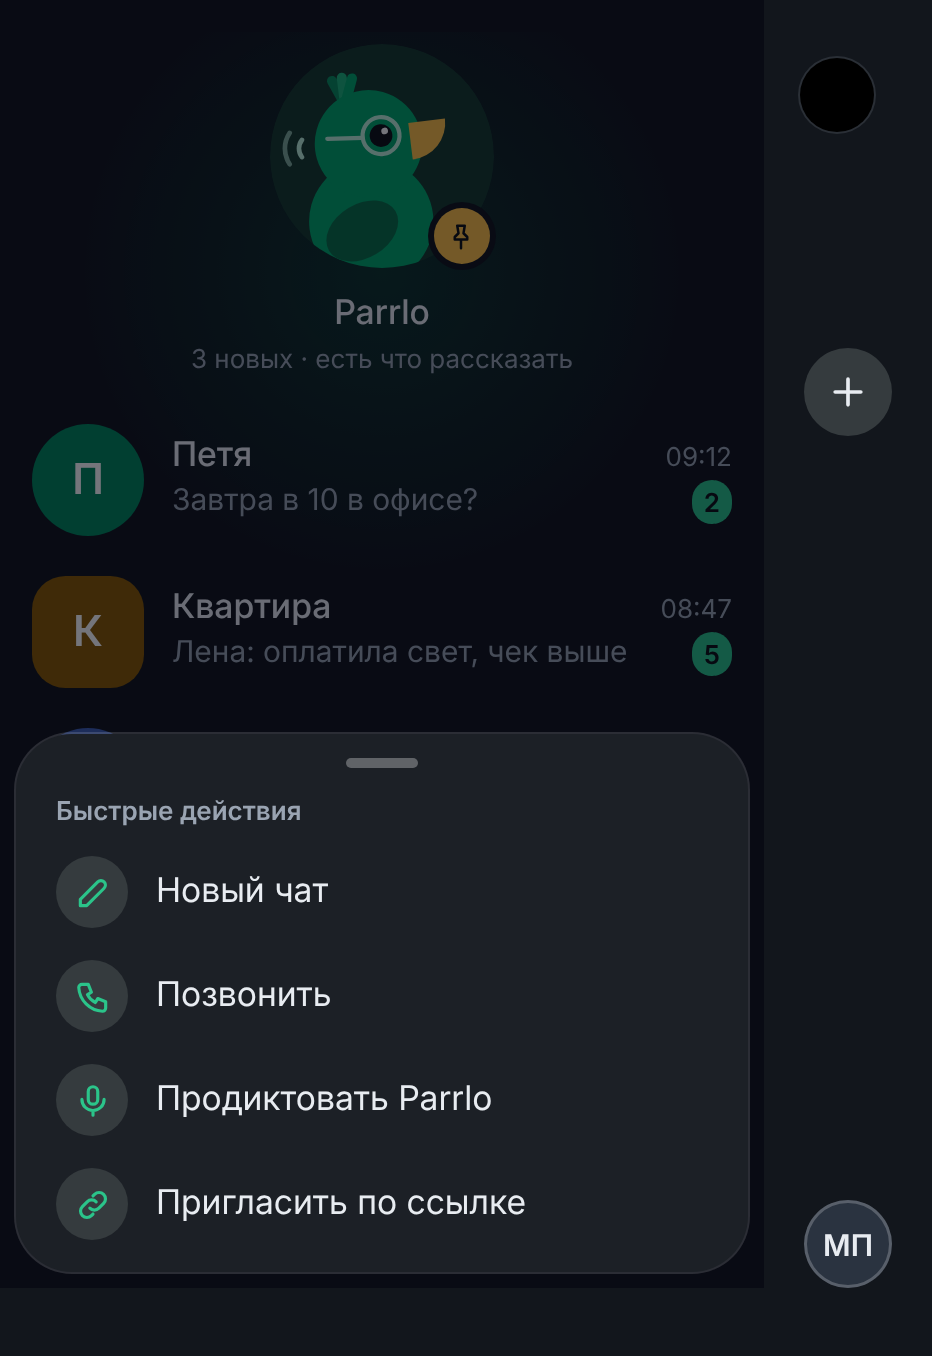 Parrlo
3 новых · есть что рассказать
П
Петя
09:12
Завтра в 10 в офисе?
2
К
Квартира
08:47
Лена: оплатила свет, чек выше
5
Быстрые действия
Новый чат
Позвонить
Продиктовать Parrlo
Пригласить по ссылке
МП